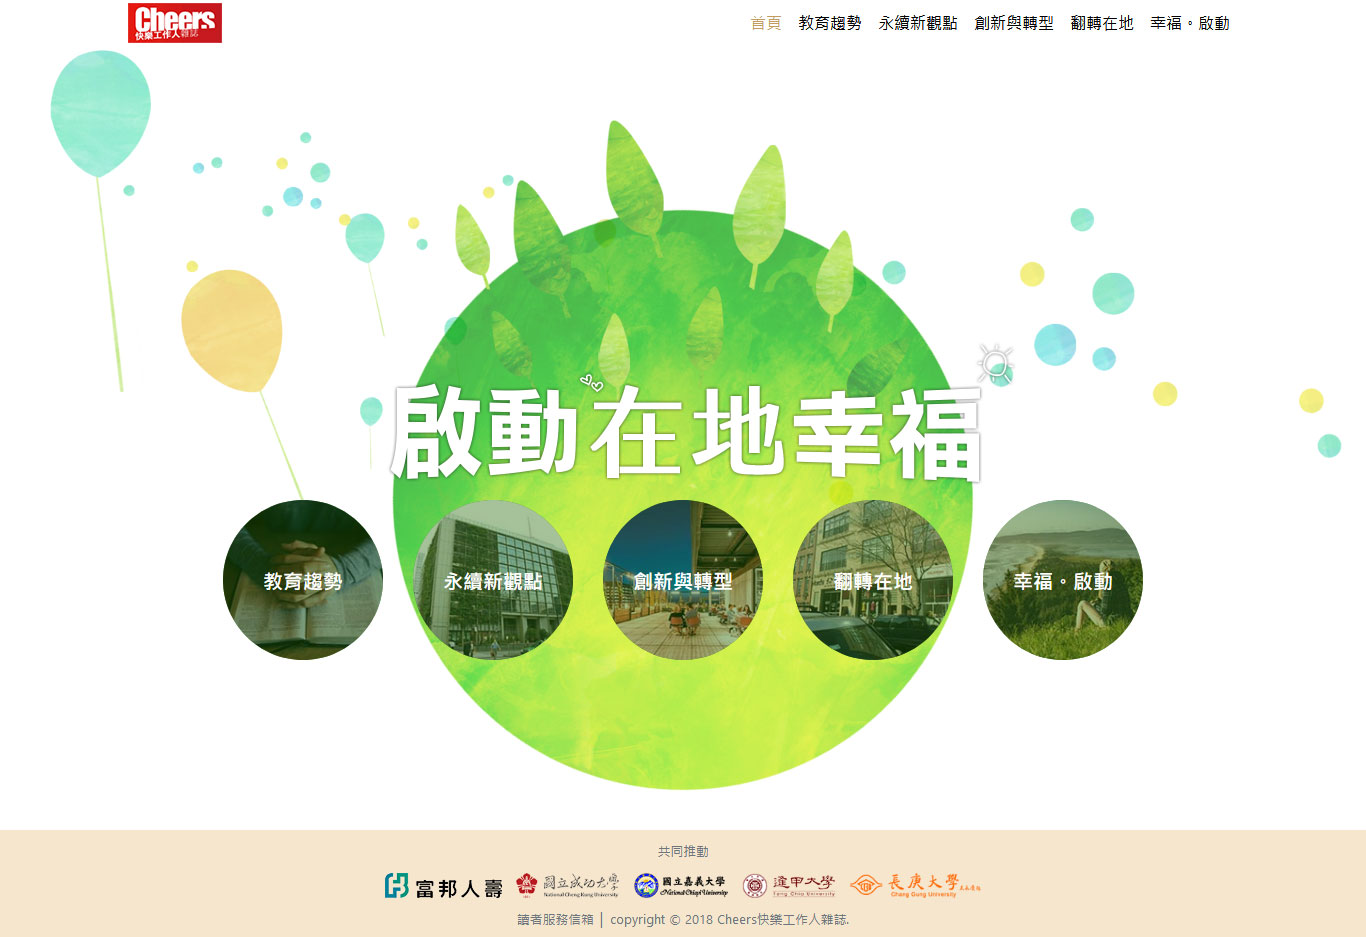 Cheers
快樂工作人雜誌
首頁 教育趨勢 永續新觀點 創新與轉型 翻轉在地 幸福。啟動
啟動在地幸福
教育趨勢 永續新觀點 創新與轉型 翻轉在地 幸福。啟動
共同推動
富邦人壽 國立成功大學 國立嘉義大學 逢甲大學 長庚大學
National Cheng Kung University National Chiayi University Feng Chia University Chang Gung University
讀者服務信箱 │ copyright © 2018 Cheers快樂工作人雜誌.